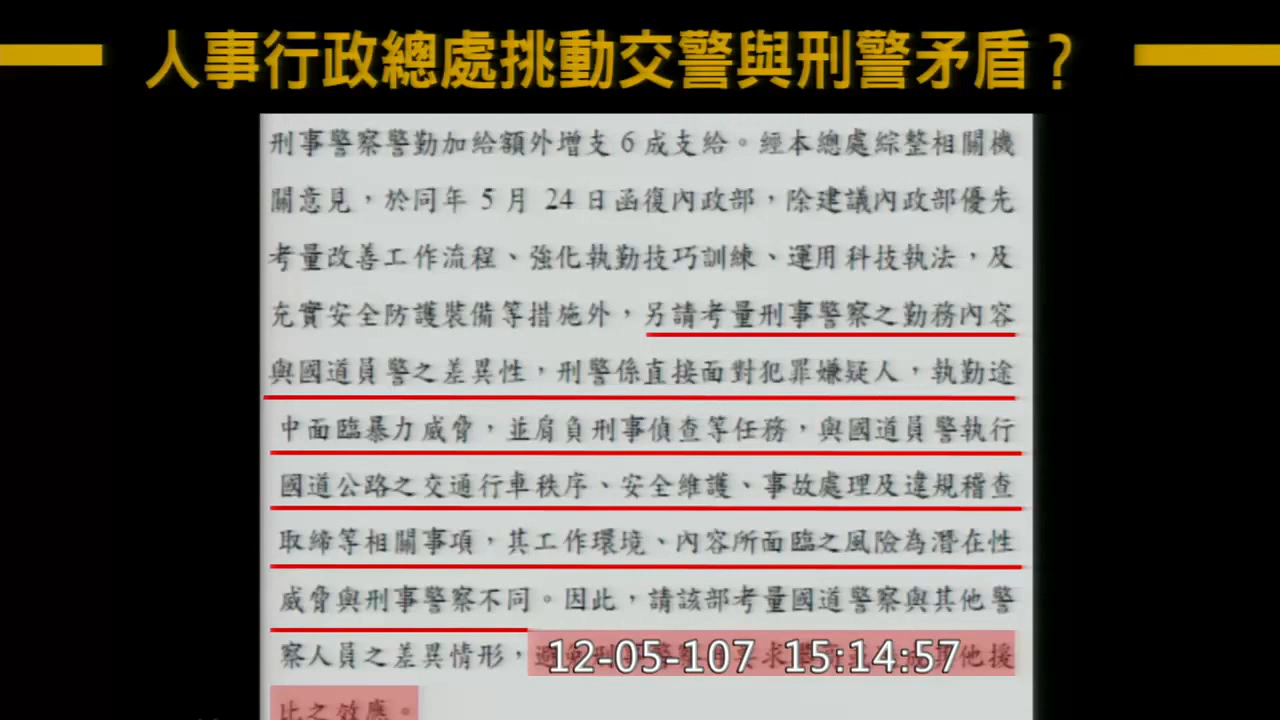 人事行政總處挑動交警與刑警矛盾？
刑事警察警勤加給額外增支6成支給。經本總處綜整相關機
關意見，於同年5月24日函復內政部，除建議內政部優先
考量改善工作流程、強化執勤技巧訓練、運用科技執法，及
充實安全防護裝備等措施外，另請考量刑事警察之勤務內容
與國道員警之差異性，刑警係直接面對犯罪嫌疑人，執勤途
中面臨暴力威脅，並肩負刑事偵查等任務，與國道員警執行
國道公路之交通行車秩序、安全維護、事故處理及違規稽查
取締等相關事項，其工作環境、內容所面臨之風險為潛在性
威脅與刑事警察不同。因此，請該部考量國道警察與其他警
察人員之差異情形，
12-05-107 15:14:57
他援
比之效應。